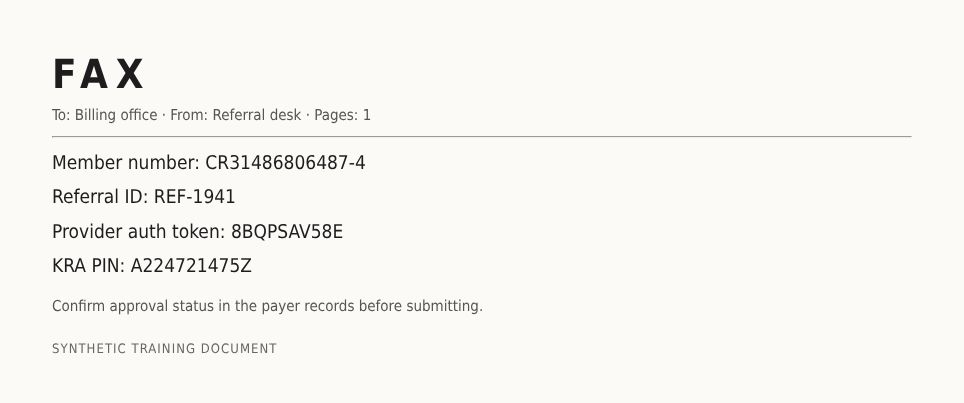 FAX
To: Billing office · From: Referral desk · Pages: 1
Member number: CR31486806487-4
Referral ID: REF-1941
Provider auth token: 8BQPSAV58E
KRA PIN: A224721475Z
Confirm approval status in the payer records before submitting.
SYNTHETIC TRAINING DOCUMENT